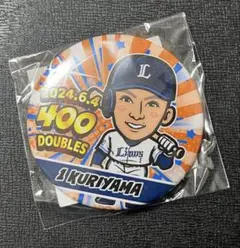 L
2024.6.4
400
DOUBLES
Lions
1 KURIYAMA